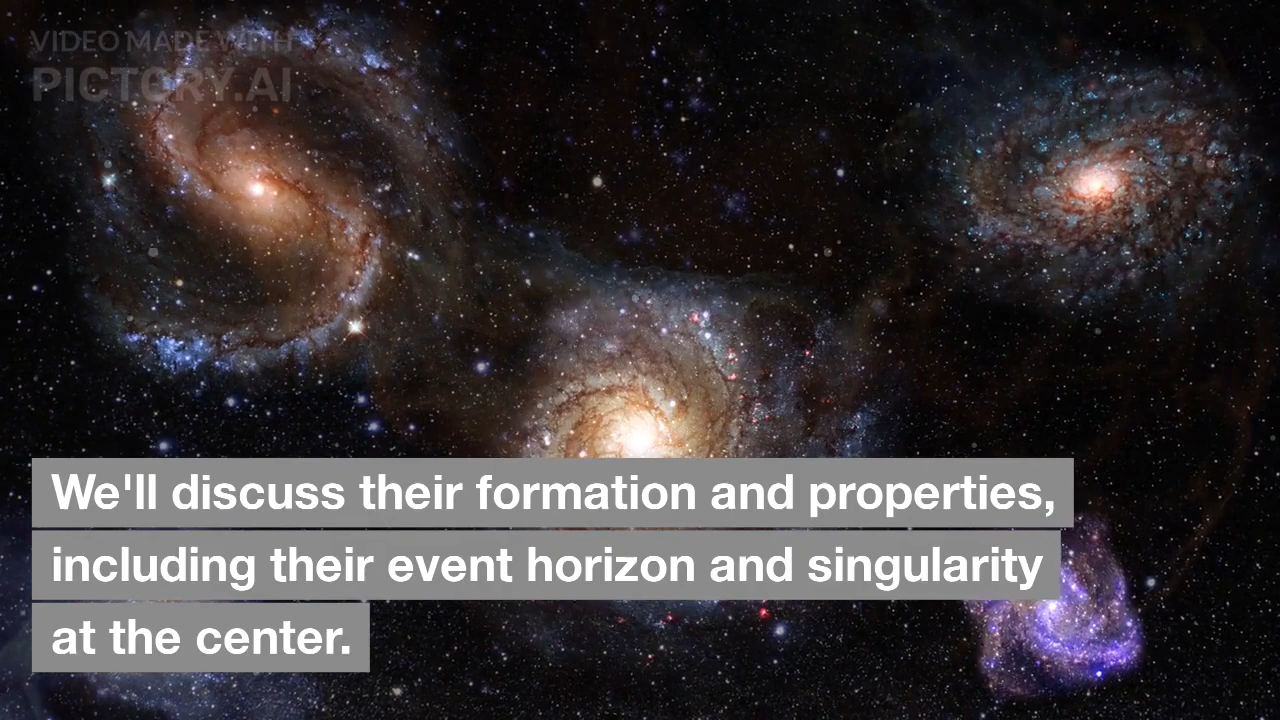 VIDEO MADE WITH
PICTORY.AI
We'll discuss their formation and properties,
including their event horizon and singularity
at the center.